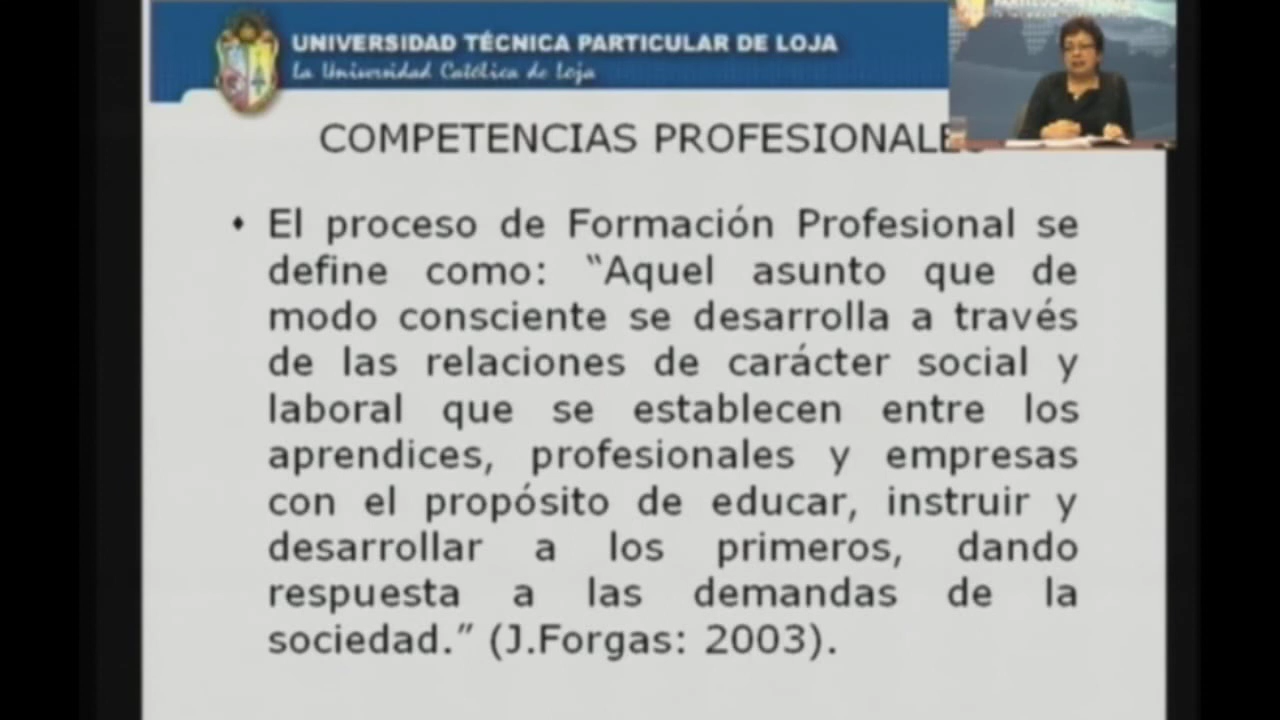 UNIVERSIDAD TÉCNICA PARTICULAR DE LOJA
La Universidad Católica de Loja
COMPETENCIAS PROFESIONALES
• El proceso de Formación Profesional se
define como: “Aquel asunto que de
modo consciente se desarrolla a través
de las relaciones de carácter social y
laboral que se establecen entre los
aprendices, profesionales y empresas
con el propósito de educar, instruir y
desarrollar a los primeros, dando
respuesta a las demandas de la
sociedad.” (J.Forgas: 2003).